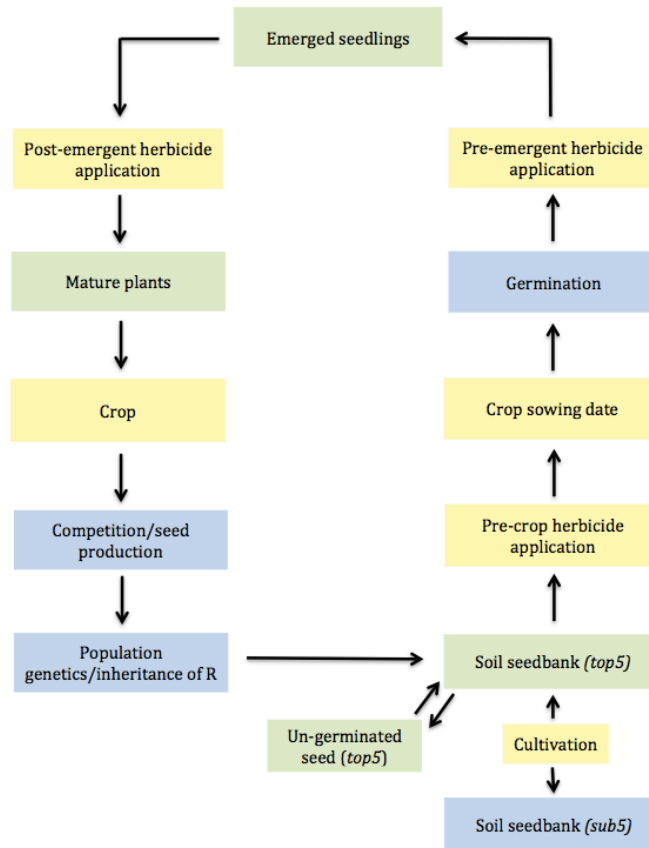 Emerged seedlings
Post-emergent herbicide
application
Pre-emergent herbicide
application
Mature plants
Germination
Crop
Crop sowing date
Competition/seed
production
Pre-crop herbicide
application
Population
genetics/inheritance of R
Soil seedbank (top5)
Un-germinated
seed (top5)
Cultivation
Soil seedbank (sub5)